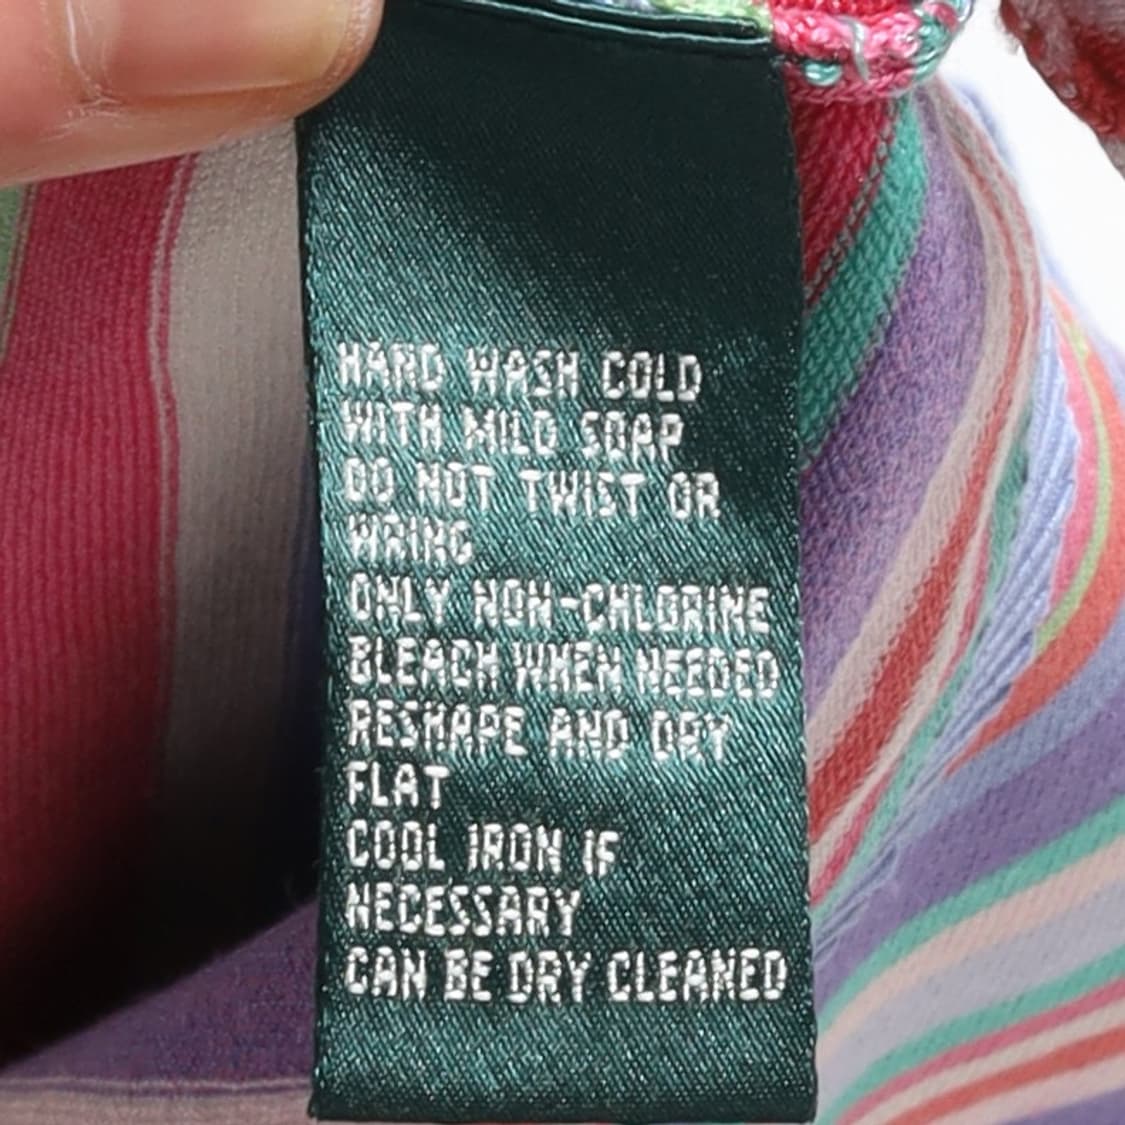 HAND WASH COLD
WITH MILD SOAP
DO NOT TWIST OR
WRING
ONLY NON-CHLORINE
BLEACH WHEN NEEDED
RESHAPE AND DRY
FLAT
COOL IRON IF
NECESSARY
CAN BE DRY CLEANED